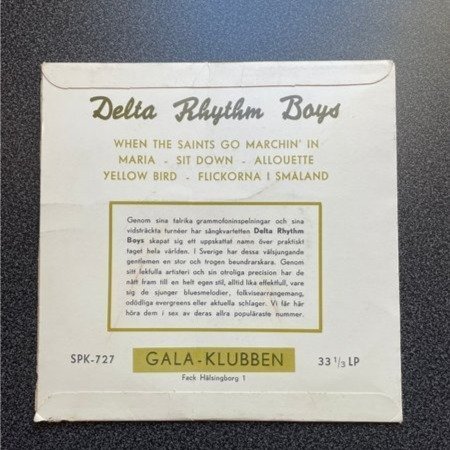 Delta Rhythm Boys
WHEN THE SAINTS GO MARCHIN' IN
MARIA - SIT DOWN - ALLOUETTE
YELLOW BIRD - FLICKORNA I SMÅLAND
Genom sina talrika grammofoninspelningar och sina
vidsträckta turnéer har sångkvartetten Delta Rhythm
Boys skapat sig ett uppskattat namn över praktiskt
taget hela världen. I Sverige har dessa välsjungande
gentlemen en stor och trogen beundrarskara. Genom
sitt fekfulla artisteri och sin otroliga precision har de
nått fram till en helt egen stil, alltid lika effektfull, vare
sig de sjunger bluesmelodier, folkvisearrangemang,
odödliga evergreens eller aktuella schlager. Vi får här
höra dem i sex av deras allra populäraste nummer.
SPK-727
GALA-KLUBBEN
33 1/3 LP
Fack Hälsingborg 1